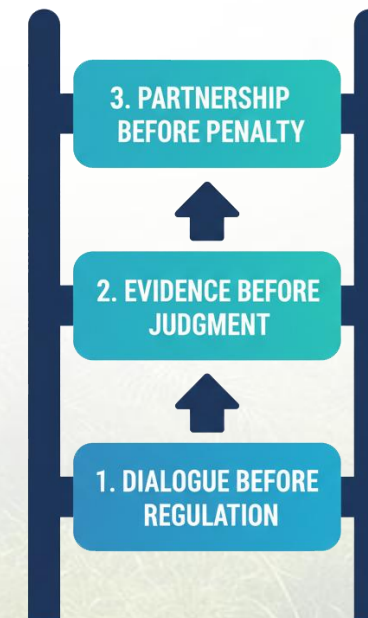 3. PARTNERSHIP
BEFORE PENALTY
2. EVIDENCE BEFORE
JUDGMENT
1. DIALOGUE BEFORE
REGULATION